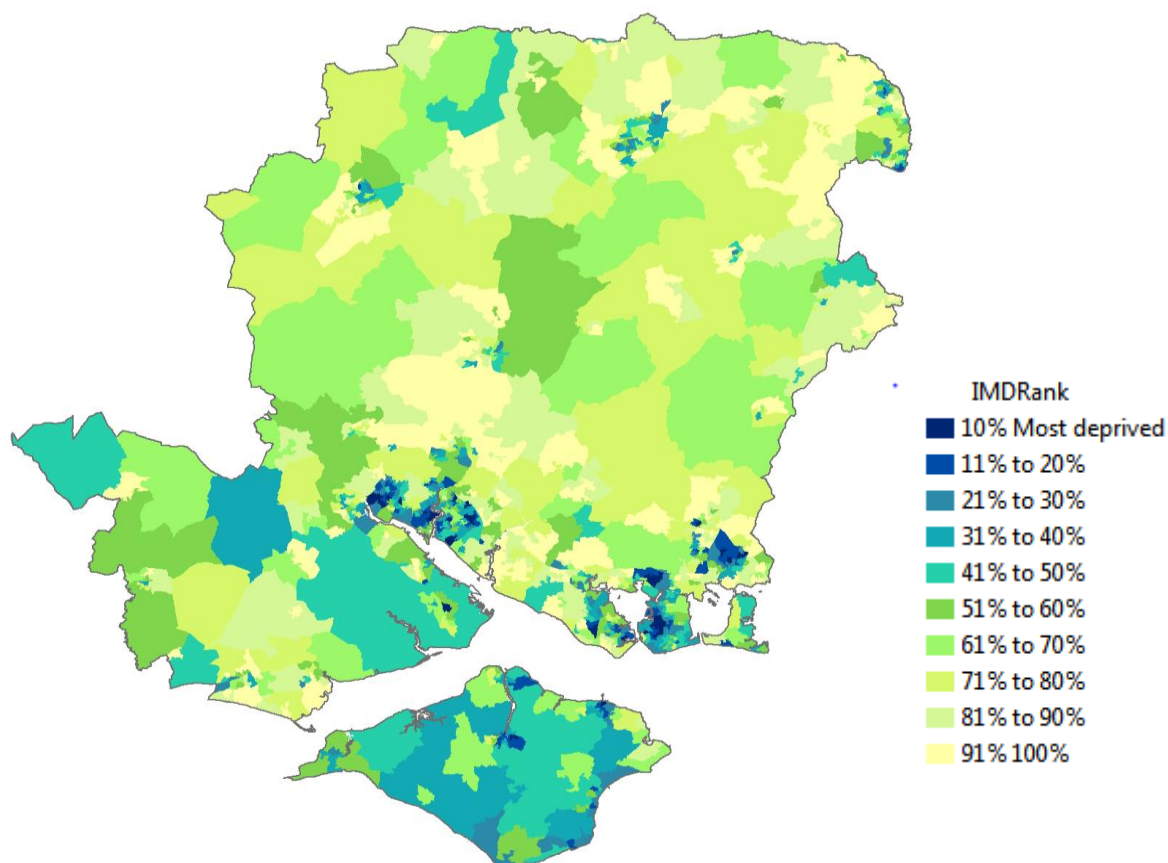 IMDRank
10% Most deprived
11% to 20%
21% to 30%
31% to 40%
41% to 50%
51% to 60%
61% to 70%
71% to 80%
81% to 90%
91% 100%